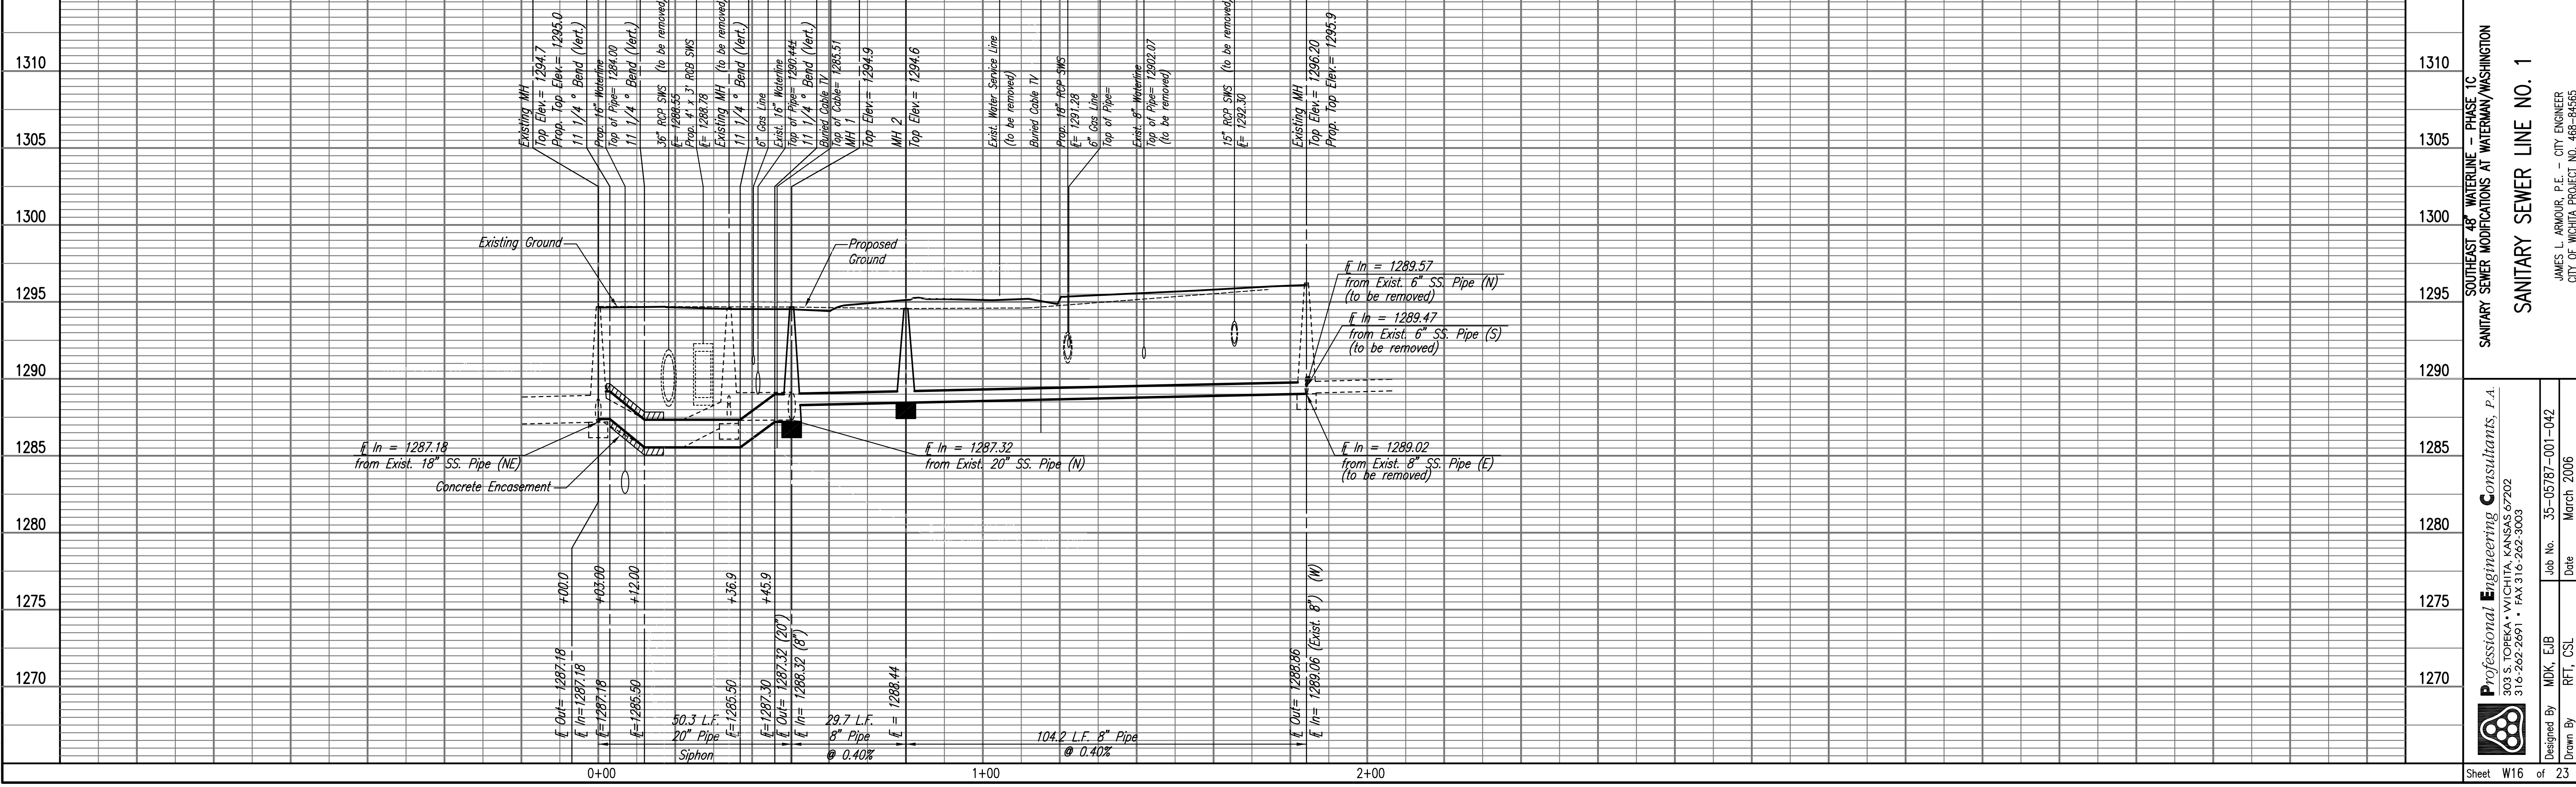 Existing MH
Top Elev.= 1294.7
Prop. Top Elev.= 1295.0
11 1/4 ° Bend (Vert.)
Prop. 16" Waterline
Top of Pipe= 1284.00
11 1/4 ° Bend (Vert.)
36" RCP SWS (to be removed)
℄= 1288.55
Prop. 4' x 3' RCB SWS
℄= 1288.78
Existing MH (to be removed)
11 1/4 ° Bend (Vert.)
6" Gas Line
Exist. 16" Waterline
Top of Pipe= 1290.44±
11 1/4 ° Bend (Vert.)
Buried Cable TV
Top of Cable= 1285.51
MH 1
Top Elev.= 1294.9
MH 2
Top Elev.= 1294.6
Exist. Water Service Line
(to be removed)
Buried Cable TV
Prop. 18" RCP SWS
℄= 1291.28
6" Gas Line
Top of Pipe=
Exist. 8" Waterline
Top of Pipe= 12902.07
(to be removed)
15" RCP SWS (to be removed)
℄= 1292.30
Existing MH
Top Elev.= 1296.20
Prop. Top Elev.= 1295.9
1310
1305
1300
1295
1290
1285
1280
1275
1270
Existing Ground
Proposed
Ground
℄ In = 1289.57
from Exist. 6" SS. Pipe (N)
(to be removed)
℄ In = 1289.47
from Exist. 6" SS. Pipe (S)
(to be removed)
℄ In = 1287.18
from Exist. 18" SS. Pipe (NE)
Concrete Encasement
℄ In = 1287.32
from Exist. 20" SS. Pipe (N)
℄ In = 1289.02
from Exist. 8" SS. Pipe (E)
(to be removed)
+00.0
+03.00
+12.00
+36.9
+45.9
℄ Out= 1287.18
℄ In=1287.18
℄=1287.18
℄=1285.50
℄=1285.50
℄=1287.30
℄ Out= 1287.32 (20")
℄ In= 1288.32 (8")
℄ = 1288.44
℄ Out= 1288.86
℄ In= 1289.06 (Exist. 8") (W)
50.3 L.F.
20" Pipe
Siphon
29.7 L.F.
8" Pipe
@ 0.40%
104.2 L.F. 8" Pipe
@ 0.40%
0+00
1+00
2+00
1310
1305
1300
1295
1290
1285
1280
1275
1270
SOUTHEAST 48" WATERLINE - PHASE 1C
SANITARY SEWER MODIFICATIONS AT WATERMAN/WASHINGTION
SANITARY SEWER LINE NO. 1
JAMES L. ARMOUR, P.E. - CITY ENGINEER
CITY OF WICHITA PROJECT NO. 468-84565
Professional Engineering Consultants, P.A.
303 S. TOPEKA • WICHITA, KANSAS 67202
316-262-2691 • FAX 316-262-3003
Designed By MDK, EJB
Job No. 35-05787-001-042
Drawn By RFT, CSL
Date March 2006
Sheet W16 of 23